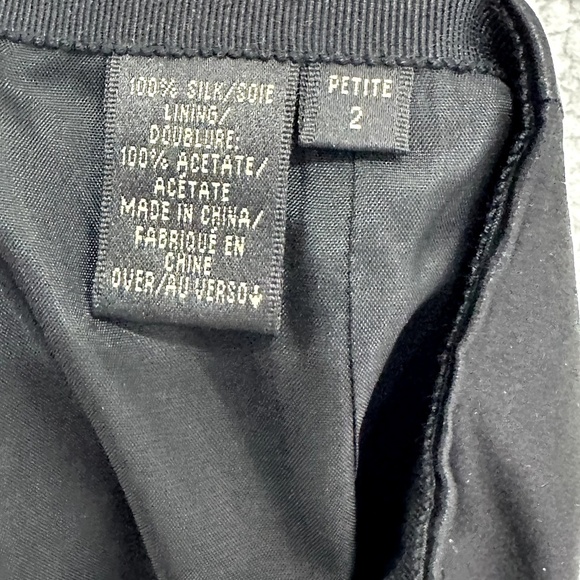 100% SILK/SOIE
LINING/
DOUBLURE:
100% ACETATE/
ACÉTATE
MADE IN CHINA/
FABRIQUÉ EN
CHINE
OVER/AU VERSO↓
PETITE
2